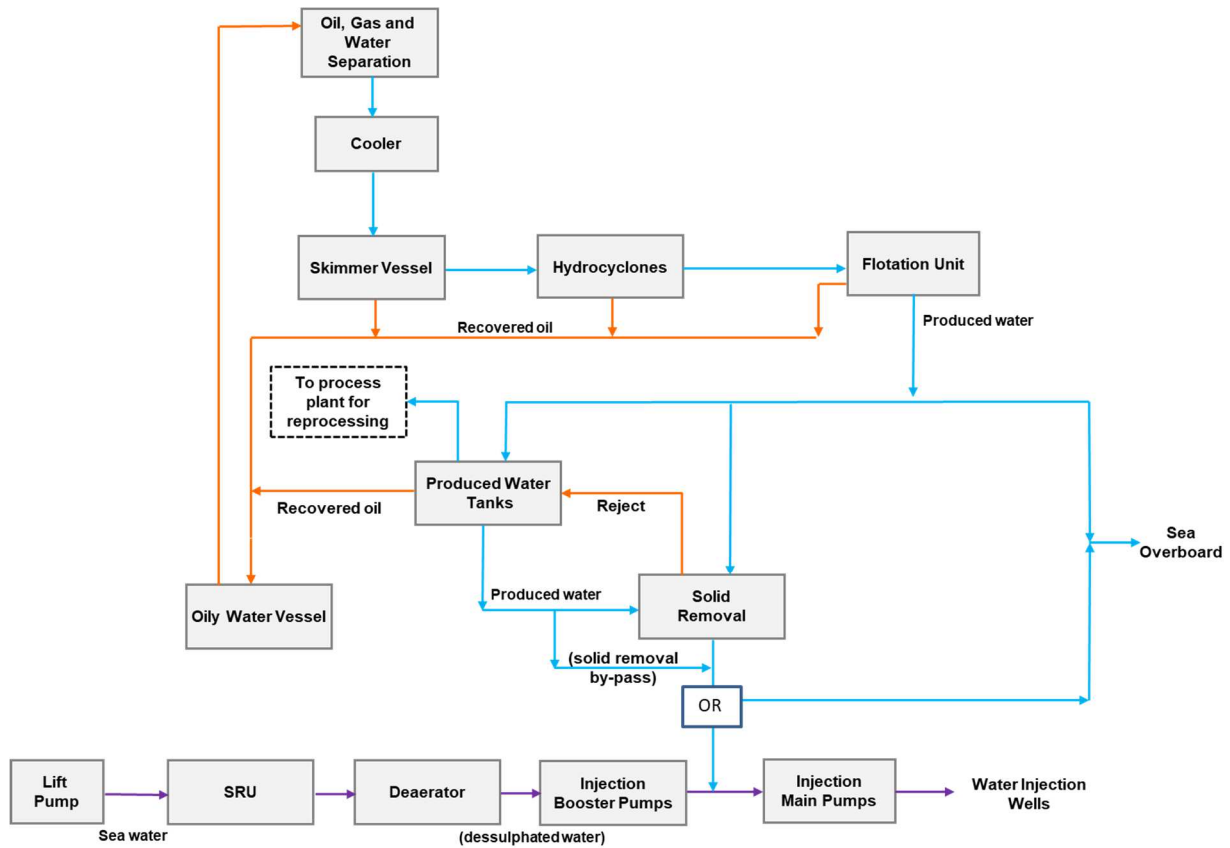 Oil, Gas and
Water
Separation
Cooler
Skimmer Vessel
Hydrocyclones
Flotation Unit
Recovered oil
Produced water
To process
plant for
reprocessing
Produced Water
Tanks
Recovered oil
Reject
Sea
Overboard
Oily Water Vessel
Produced water
Solid
Removal
(solid removal
by-pass)
OR
Lift
Pump
SRU
Deaerator
Injection
Booster Pumps
Injection
Main Pumps
Water Injection
Wells
Sea water
(dessulphated water)